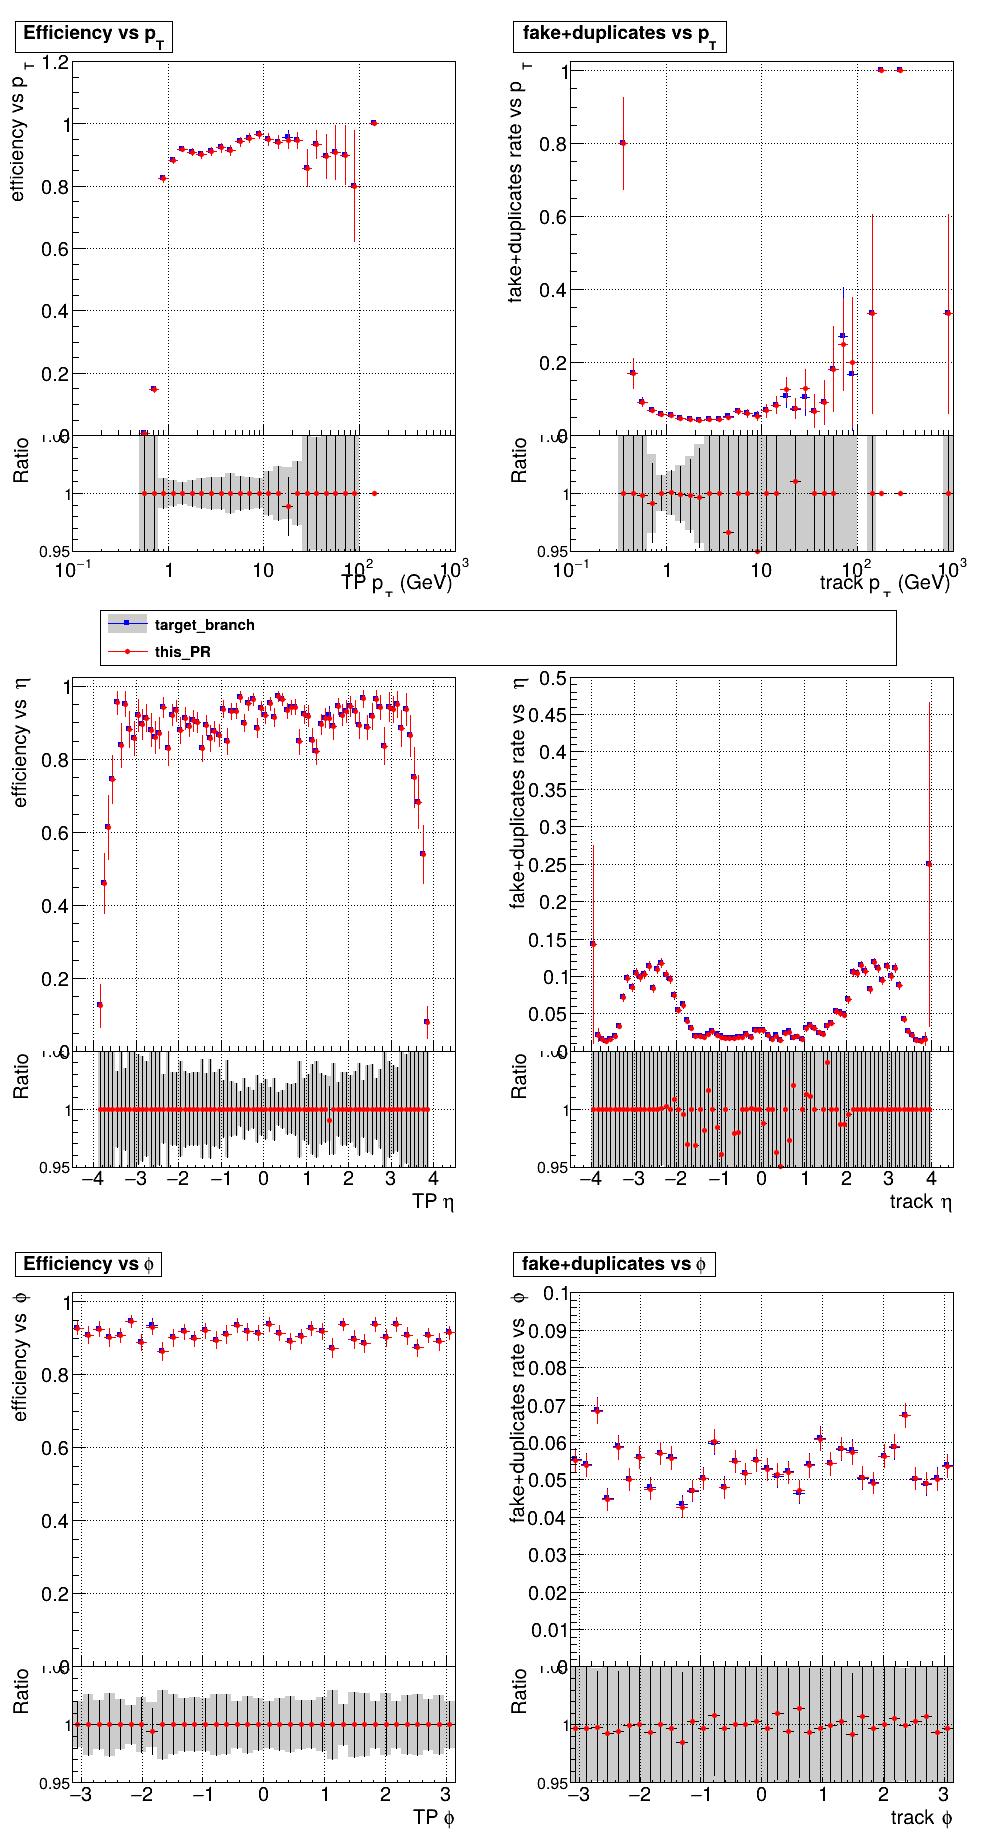 Efficiency vs p_T
fake+duplicates vs p_T
efficiency vs p_T
1.2
1
0.8
0.6
0.4
0.2
0
Ratio
1
0.95
10⁻¹ 1 10 10² 10³
TP p_T (GeV)
fake+duplicates rate vs p_T
1
0.8
0.6
0.4
0.2
0
Ratio
1
0.95
10⁻¹ 1 10 10² 10³
track p_T (GeV)
target_branch
this_PR
efficiency vs η
1
0.8
0.6
0.4
0.2
0
Ratio
1
0.95
−4 −3 −2 −1 0 1 2 3 4
TP η
fake+duplicates rate vs η
0.5
0.45
0.4
0.35
0.3
0.25
0.2
0.15
0.1
0.05
0
Ratio
1
0.95
−4 −3 −2 −1 0 1 2 3 4
track η
Efficiency vs ϕ
fake+duplicates vs ϕ
efficiency vs ϕ
1
0.8
0.6
0.4
0.2
0
Ratio
1
0.95
−3 −2 −1 0 1 2 3
TP ϕ
fake+duplicates rate vs ϕ
0.1
0.09
0.08
0.07
0.06
0.05
0.04
0.03
0.02
0.01
0
Ratio
1
0.95
−3 −2 −1 0 1 2 3
track ϕ